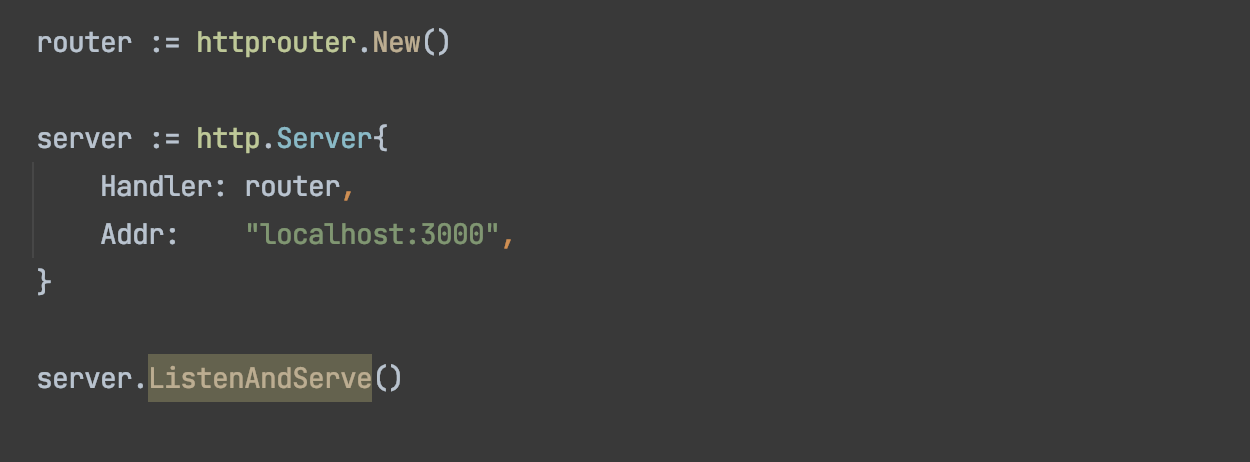 router := httprouter.New()
server := http.Server{
    Handler: router,
    Addr:    "localhost:3000",
}
server.ListenAndServe()